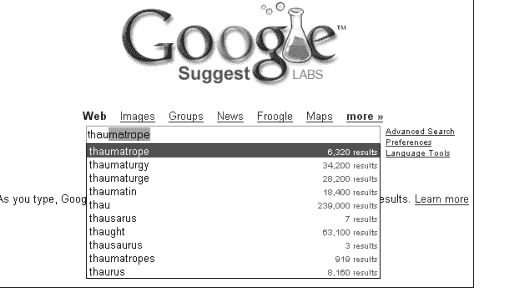 Google™
Suggest LABS
Web Images Groups News Froogle Maps more »
thaumatrope
Advanced Search
Preferences
Language Tools
thaumatrope 6,320 results
thaumaturgy 34,200 results
thaumaturge 28,200 results
thaumatin 18,400 results
thau 239,000 results
thausarus 7 results
thaught 63,100 results
thausaurus 3 results
thaumatropes 919 results
thaurus 8,160 results
As you type, Goog
esults. Learn more